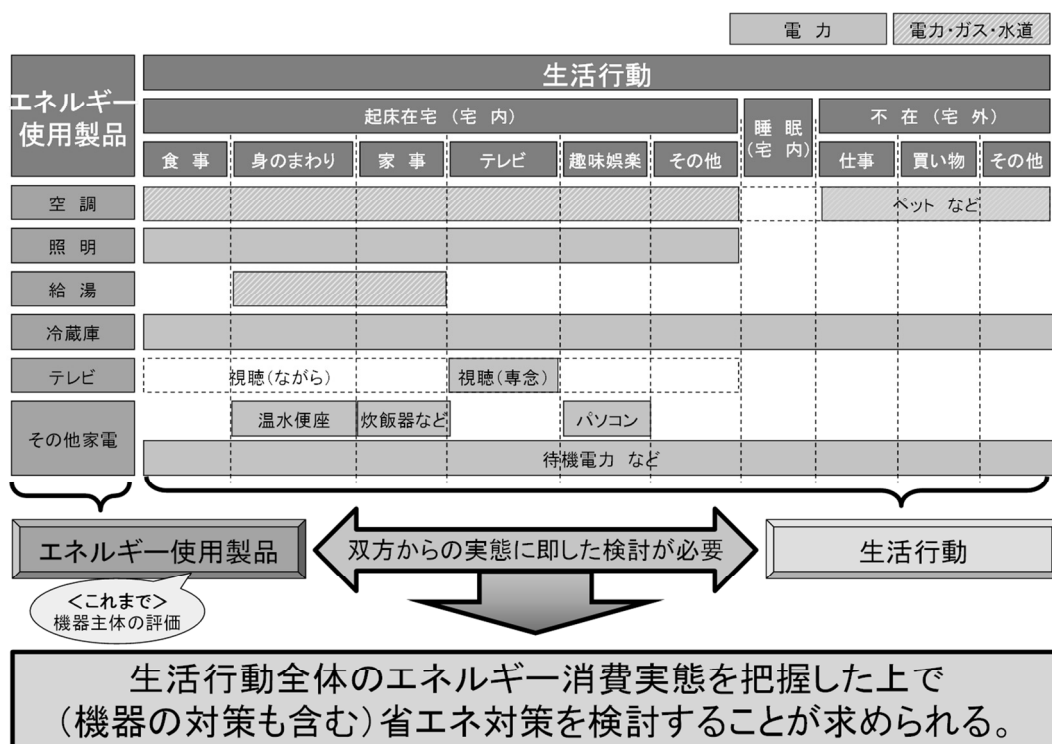 電 力
電力・ガス・水道
エネルギー
使用製品
生活行動
起床在宅（宅 内）
睡 眠
（宅 内）
不 在（宅 外）
食 事
身のまわり
家 事
テレビ
趣味娯楽
その他
仕事
買い物
その他
空 調
ペット など
照 明
給 湯
冷蔵庫
テレビ
視聴（ながら）
視聴（専念）
その他家電
温水便座
炊飯器など
パソコン
待機電力 など
エネルギー使用製品
双方からの実態に即した検討が必要
生活行動
＜これまで＞
機器主体の評価
生活行動全体のエネルギー消費実態を把握した上で
（機器の対策も含む）省エネ対策を検討することが求められる。